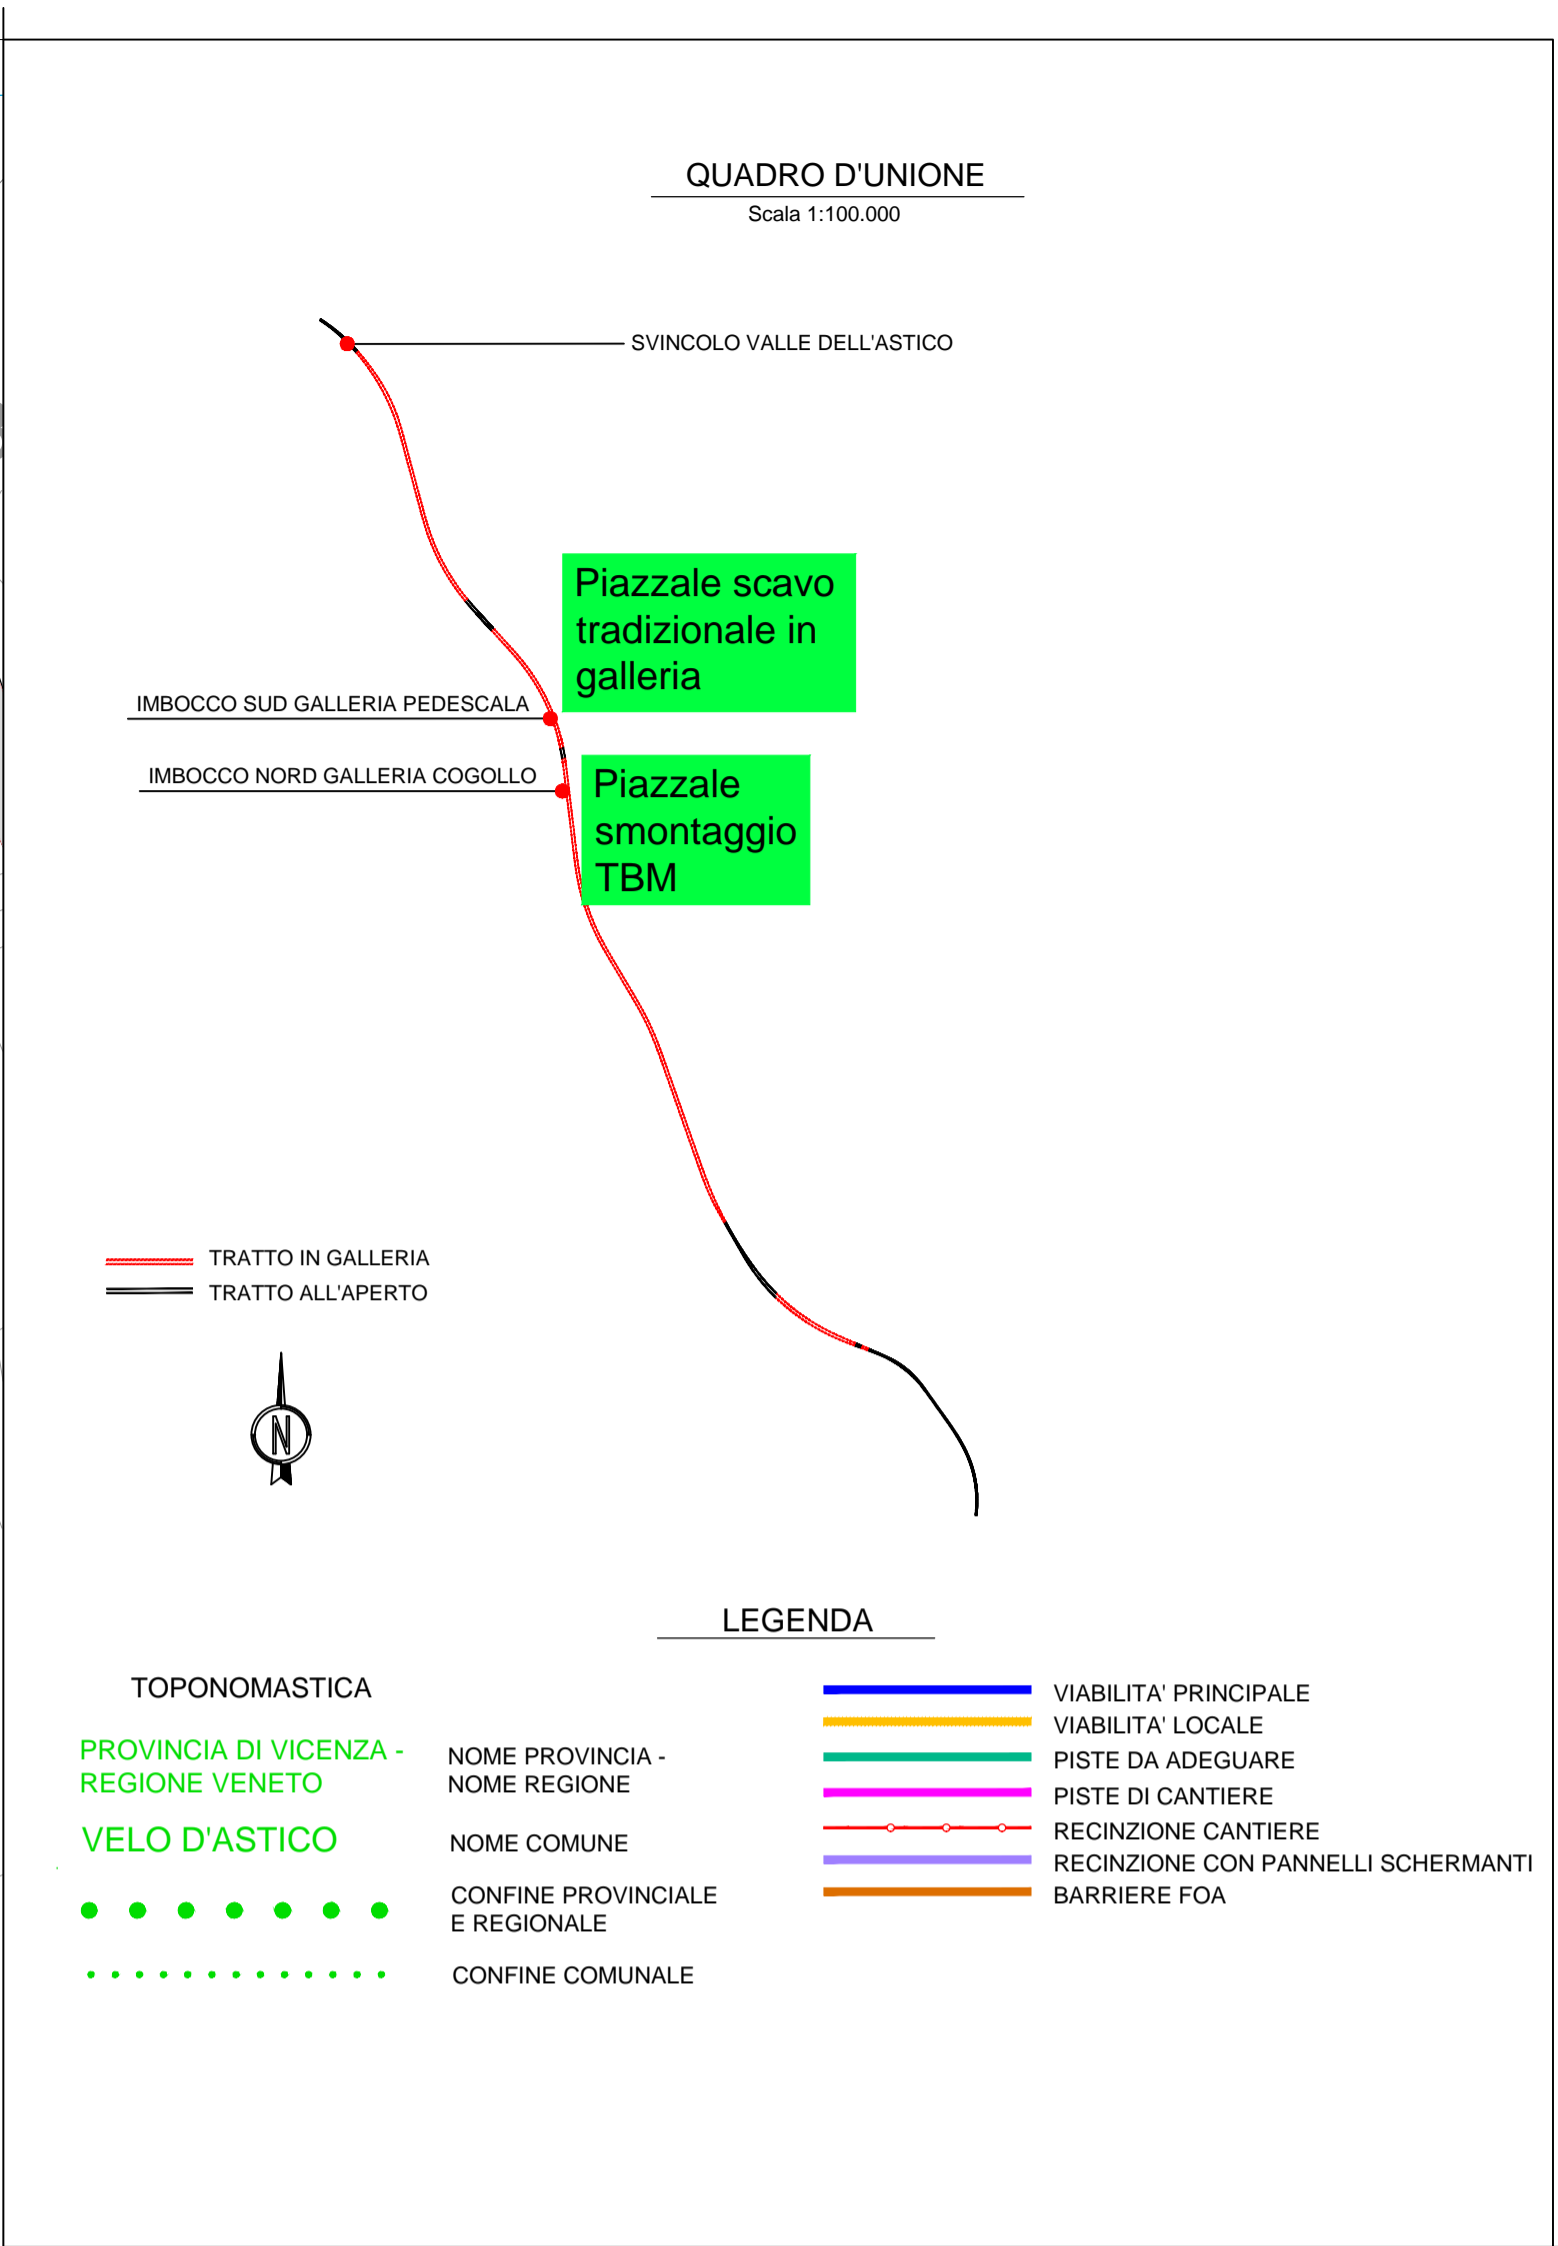 QUADRO D'UNIONE
Scala 1:100.000
SVINCOLO VALLE DELL'ASTICO
Piazzale scavo
tradizionale in
galleria
IMBOCCO SUD GALLERIA PEDESCALA
IMBOCCO NORD GALLERIA COGOLLO
Piazzale
smontaggio
TBM
TRATTO IN GALLERIA
TRATTO ALL'APERTO
N
LEGENDA
TOPONOMASTICA
PROVINCIA DI VICENZA -
REGIONE VENETO
NOME PROVINCIA -
NOME REGIONE
VELO D'ASTICO
NOME COMUNE
CONFINE PROVINCIALE
E REGIONALE
CONFINE COMUNALE
VIABILITA' PRINCIPALE
VIABILITA' LOCALE
PISTE DA ADEGUARE
PISTE DI CANTIERE
RECINZIONE CANTIERE
RECINZIONE CON PANNELLI SCHERMANTI
BARRIERE FOA